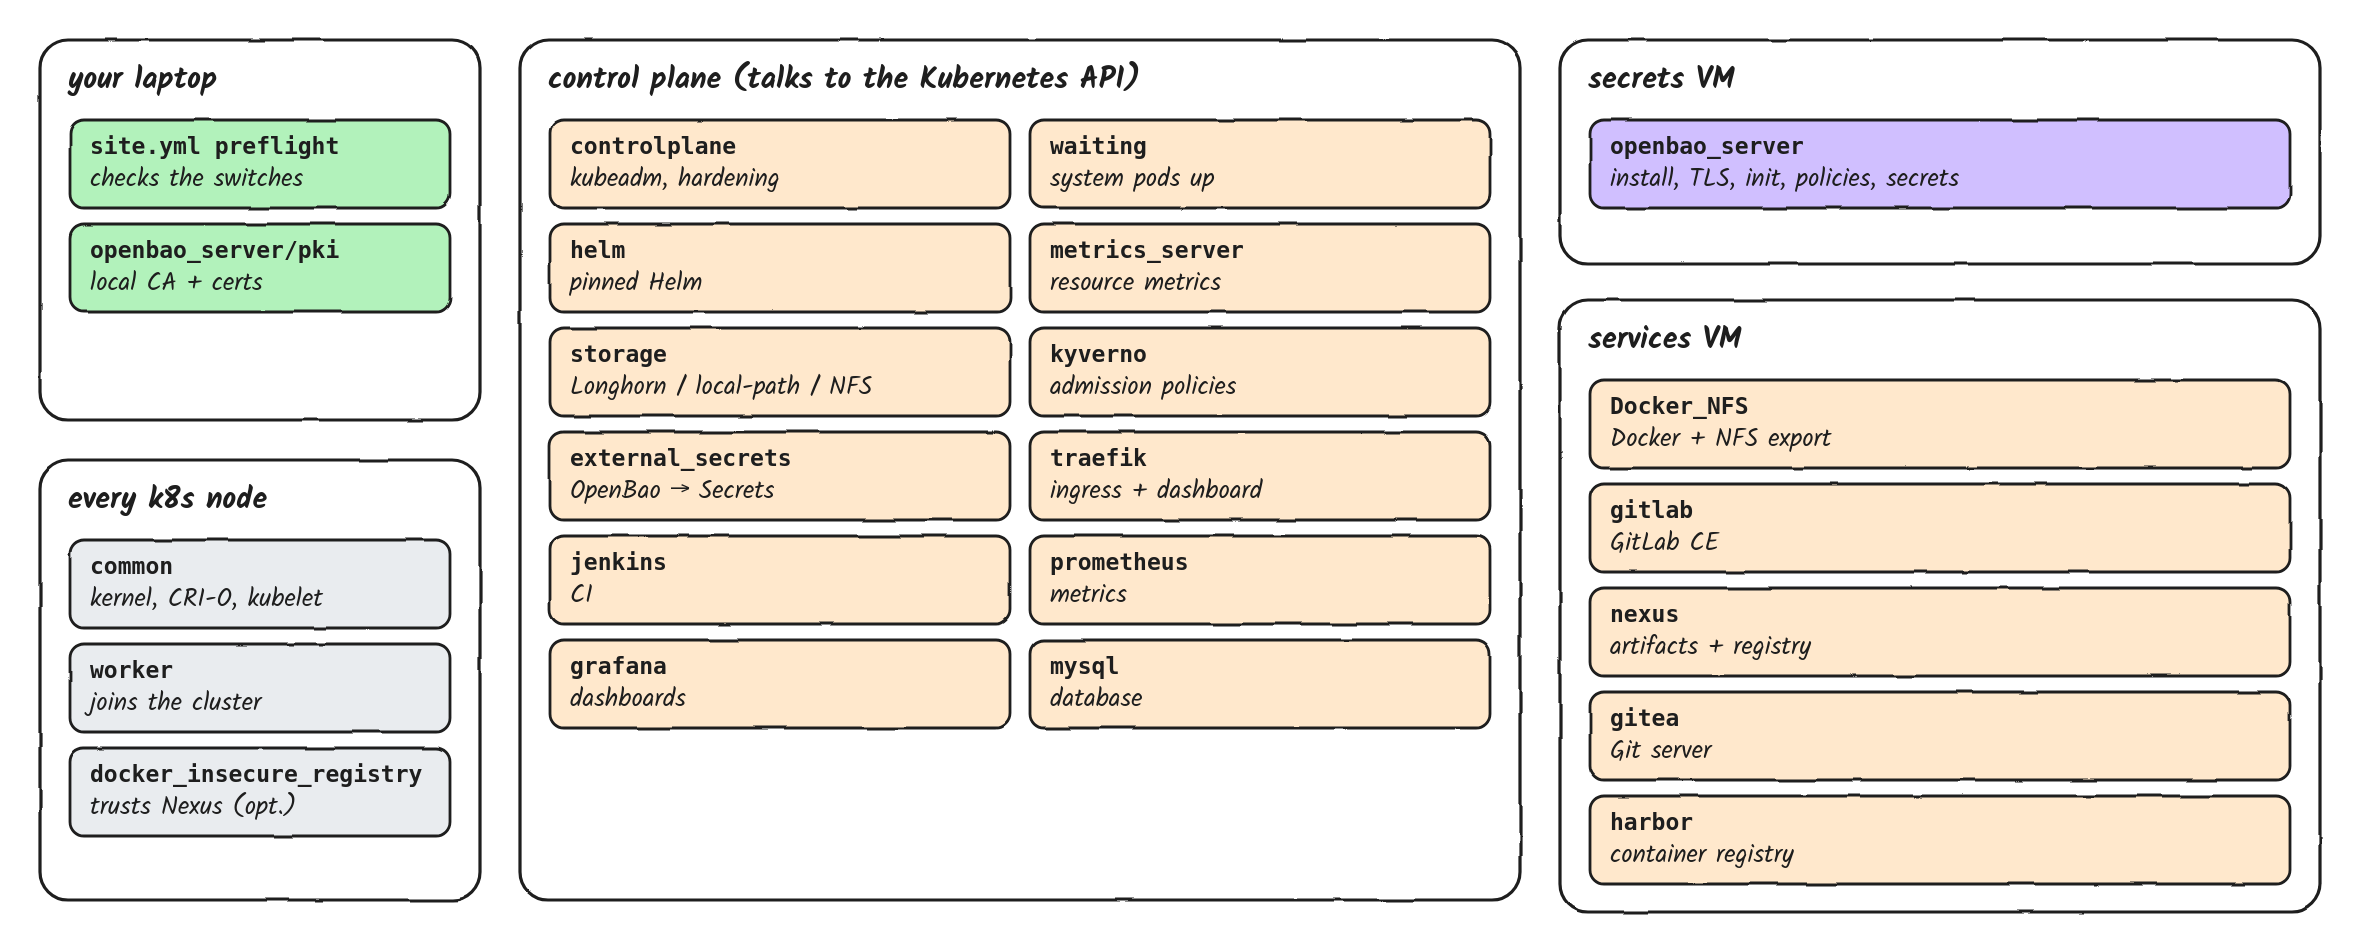 your laptop
site.yml preflight
checks the switches
openbao_server/pki
local CA + certs
every k8s node
common
kernel, CRI-O, kubelet
worker
joins the cluster
docker_insecure_registry
trusts Nexus (opt.)
control plane (talks to the Kubernetes API)
controlplane
kubeadm, hardening
waiting
system pods up
helm
pinned Helm
metrics_server
resource metrics
storage
Longhorn / local-path / NFS
kyverno
admission policies
external_secrets
OpenBao → Secrets
traefik
ingress + dashboard
jenkins
CI
prometheus
metrics
grafana
dashboards
mysql
database
secrets VM
openbao_server
install, TLS, init, policies, secrets
services VM
Docker_NFS
Docker + NFS export
gitlab
GitLab CE
nexus
artifacts + registry
gitea
Git server
harbor
container registry